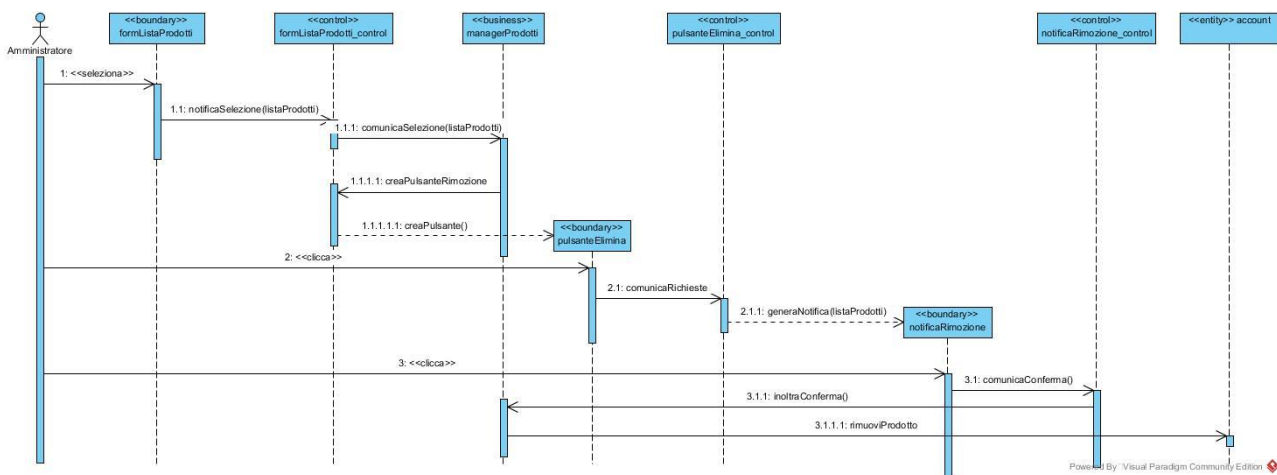 <<boundary>>
formListaProdotti
<<control>>
formListaProdotti_control
<<business>>
managerProdotti
<<control>>
pulsanteElimina_control
<<control>>
notificaRimozione_control
<<entity>> account
Amministratore
1: <<seleziona>>
1.1: notificaSelezione(listaProdotti)
1.1.1: comunicaSelezione(listaProdotti)
1.1.1.1: creaPulsanteRimozione
1.1.1.1.1: creaPulsante()
<<boundary>>
pulsanteElimina
2: <<clicca>>
2.1: comunicaRichieste
2.1.1: generaNotifica(listaProdotti)
<<boundary>>
notificaRimozione
3: <<clicca>>
3.1: comunicaConferma()
3.1.1: inoltraConferma()
3.1.1.1: rimuoviProdotto
Powered By Visual Paradigm Community Edition